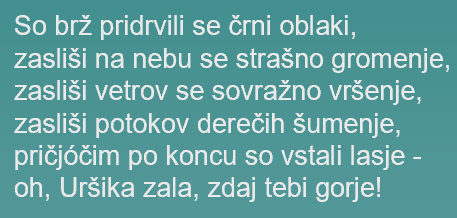 So brž pridrvili se črni oblaki,
zasliši na nebu se strašno gromenje,
zasliši vetrov se sovražno vršenje,
zasliši potokov derečih šumenje,
pričjóčim po koncu so vstali lasje -
oh, Uršika zala, zdaj tebi gorje!